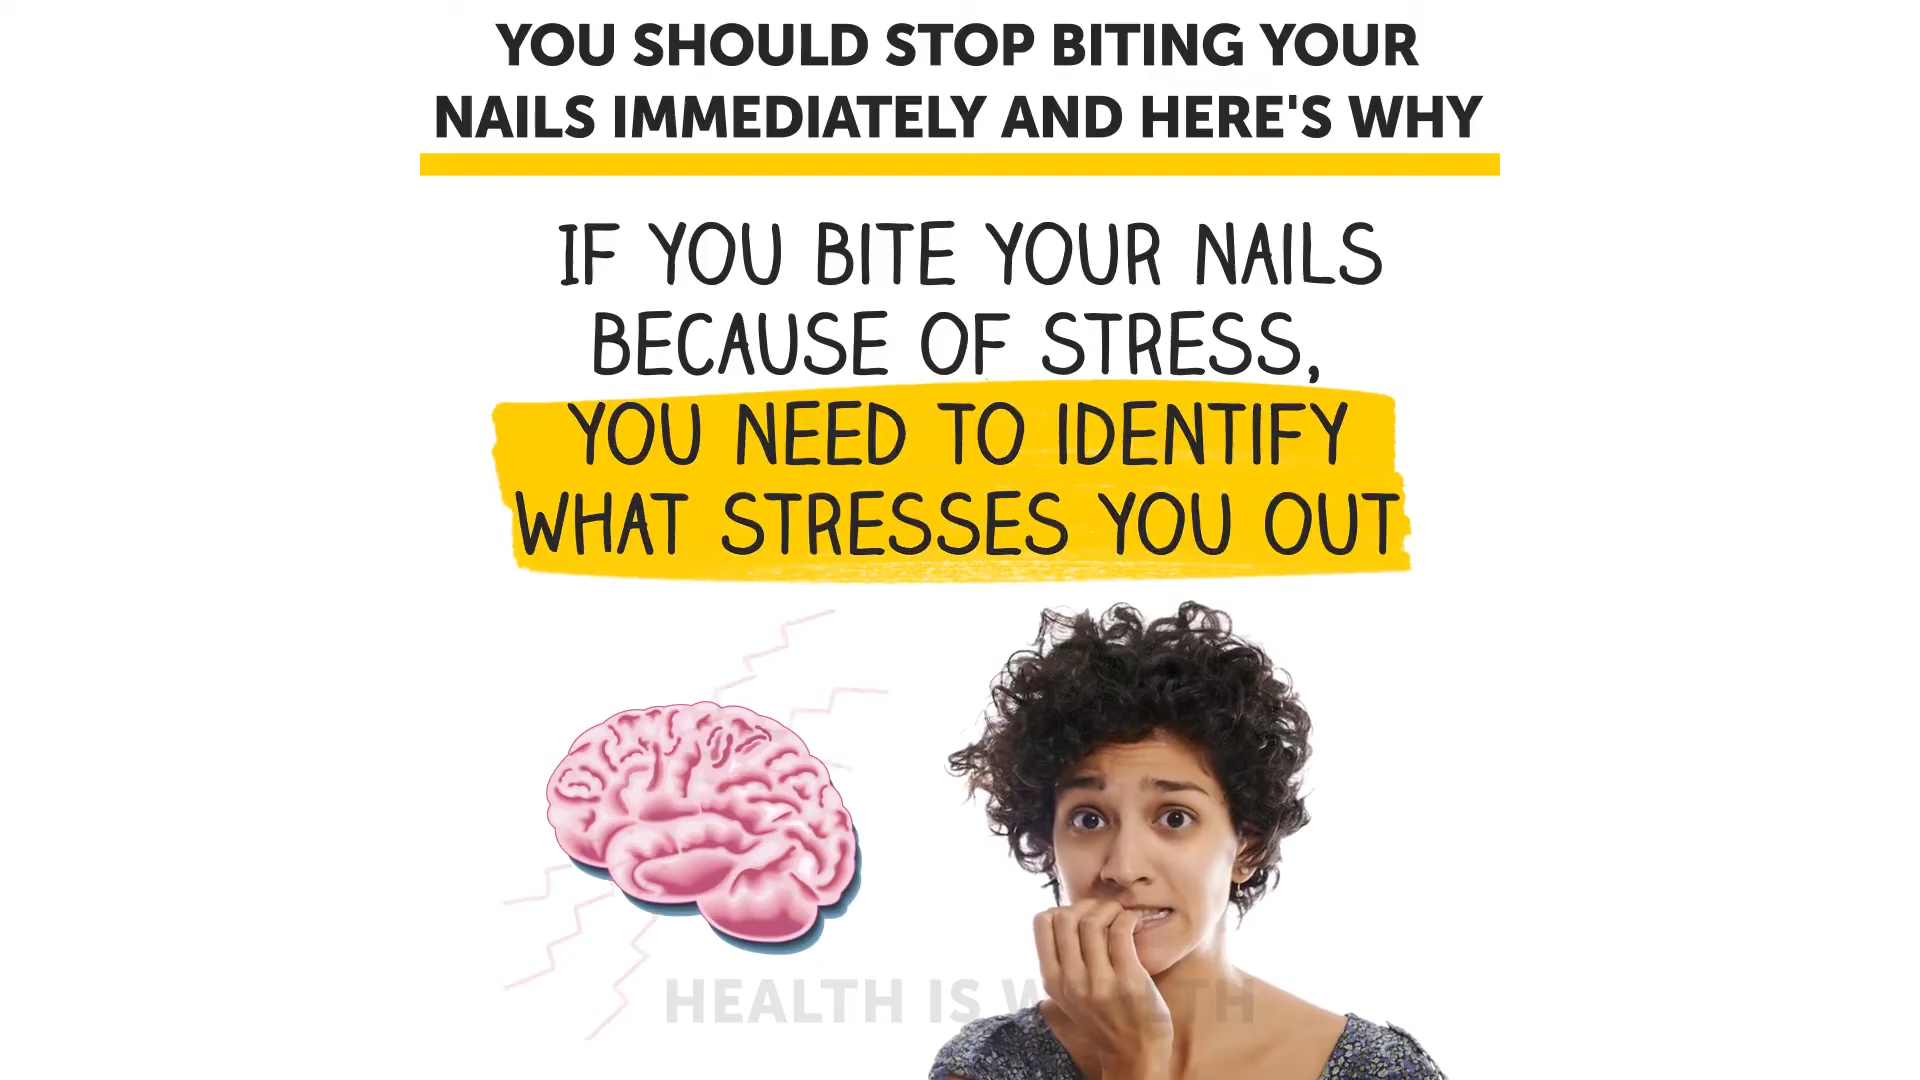 YOU SHOULD STOP BITING YOUR
NAILS IMMEDIATELY AND HERE'S WHY
IF YOU BITE YOUR NAILS
BECAUSE OF STRESS,
YOU NEED TO IDENTIFY
WHAT STRESSES YOU OUT
HEALTH IS WEALTH